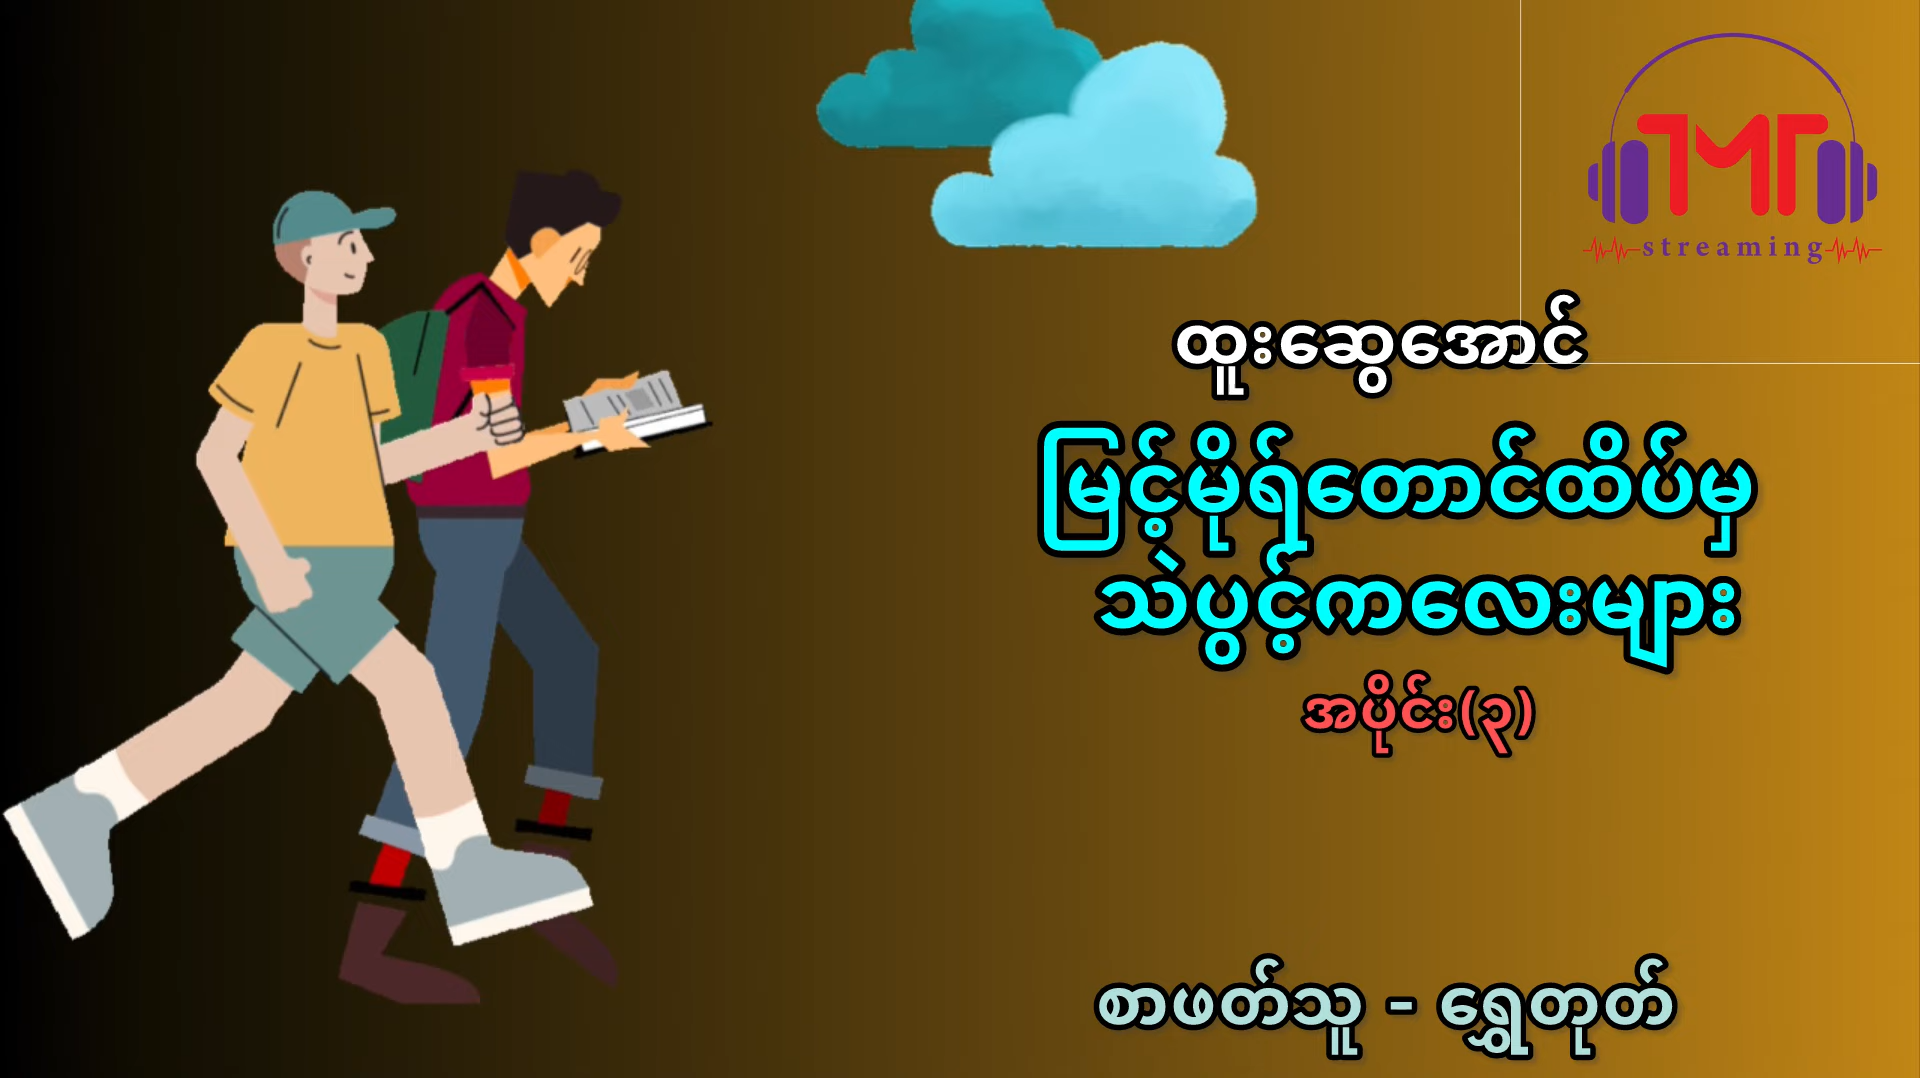 TMT
streaming
ထူးဆွေအောင်
မြင့်မိုရ်တောင်ထိပ်မှ
သဲပွင့်ကလေးများ
အပိုင်း(၃)
စာဖတ်သူ - ရွှေတုတ်